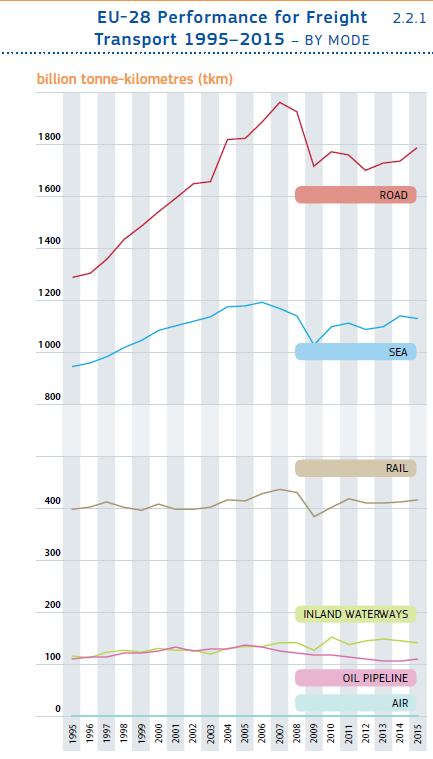 EU-28 Performance for Freight 2.2.1
Transport 1995–2015 – BY MODE
billion tonne-kilometres (tkm)
1800
1600
ROAD
1400
1200
1000
SEA
800
RAIL
400
300
200
INLAND WATERWAYS
100
OIL PIPELINE
AIR
0
1995 1996 1997 1998 1999 2000 2001 2002 2003 2004 2005 2006 2007 2008 2009 2010 2011 2012 2013 2014 2015